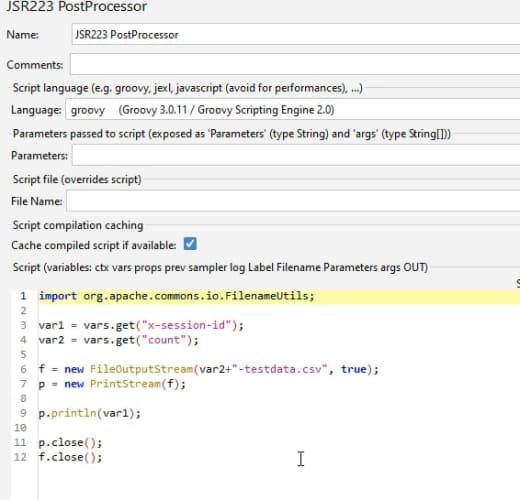 JSR223 PostProcessor
Name: JSR223 PostProcessor
Comments:
Script language (e.g. groovy, jexl, javascript (avoid for performances), ...)
Language: groovy (Groovy 3.0.11 / Groovy Scripting Engine 2.0)
Parameters passed to script (exposed as 'Parameters' (type String) and 'args' (type String[]))
Parameters:
Script file (overrides script)
File Name:
Script compilation caching
Cache compiled script if available:
Script (variables: ctx vars props prev sampler log Label Filename Parameters args OUT)
S
1 import org.apache.commons.io.FilenameUtils;
2
3 var1 = vars.get("x-session-id");
4 var2 = vars.get("count");
5
6 f = new FileOutputStream(var2+"-testdata.csv", true);
7 p = new PrintStream(f);
8
9 p.println(var1);
10
11 p.close();
12 f.close();